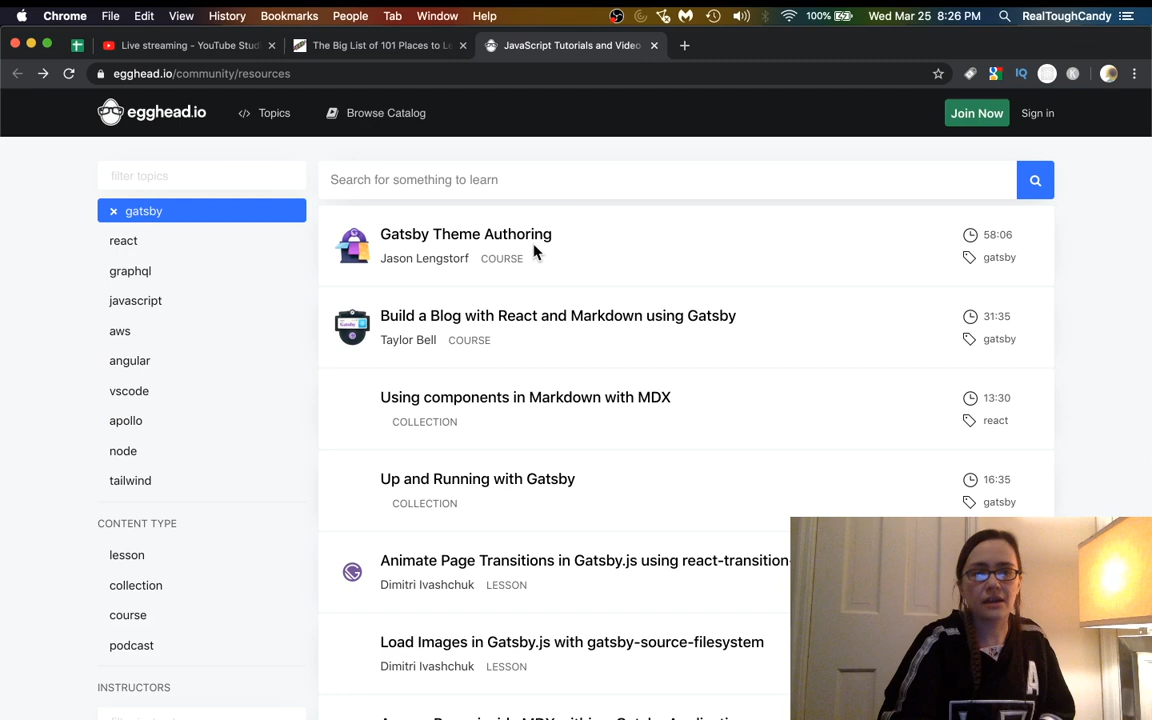 Chrome File Edit View History Bookmarks People Tab Window Help 100% Wed Mar 25 8:26 PM RealToughCandy
Live streaming - YouTube Stud × The Big List of 101 Places to Le × JavaScript Tutorials and Video × +
egghead.io/community/resources IQ K
egghead.io </> Topics Browse Catalog Join Now Sign in
filter topics
Search for something to learn
× gatsby
react
graphql
javascript
aws
angular
vscode
apollo
node
tailwind
CONTENT TYPE
lesson
collection
course
podcast
INSTRUCTORS
Gatsby Theme Authoring 58:06
Jason Lengstorf COURSE gatsby
Build a Blog with React and Markdown using Gatsby 31:35
Taylor Bell COURSE gatsby
Using components in Markdown with MDX 13:30
COLLECTION react
Up and Running with Gatsby 16:35
COLLECTION gatsby
Animate Page Transitions in Gatsby.js using react-transition-
Dimitri Ivashchuk LESSON
Load Images in Gatsby.js with gatsby-source-filesystem
Dimitri Ivashchuk LESSON
A